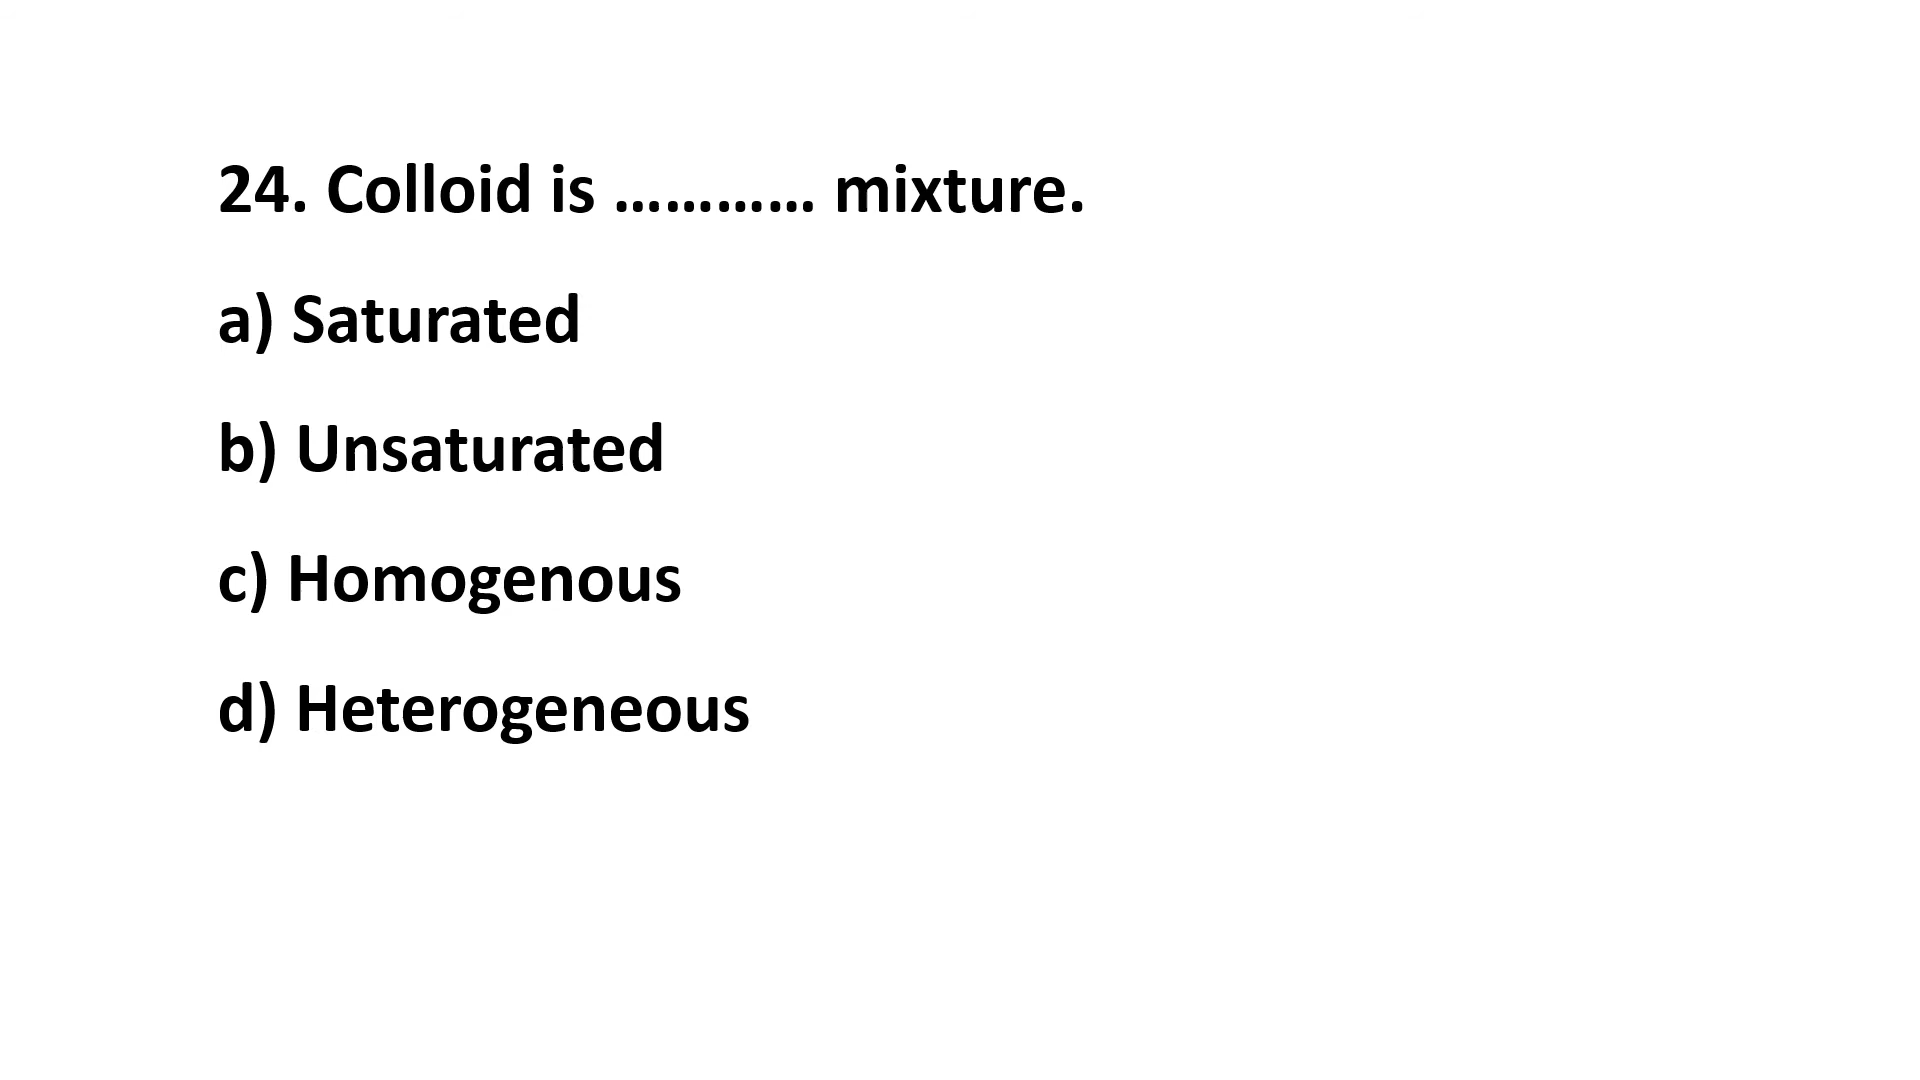 24. Colloid is ………… mixture.
a) Saturated
b) Unsaturated
c) Homogenous
d) Heterogeneous